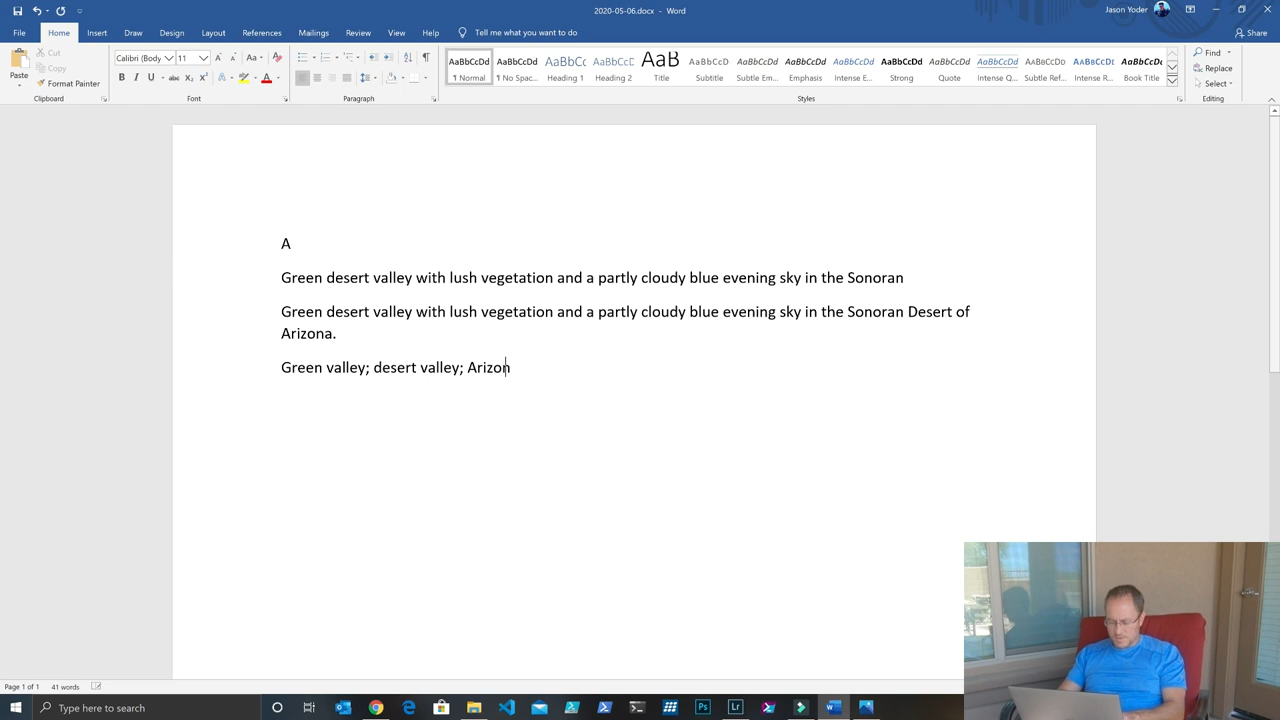 2020-05-06.docx - Word
Jason Yoder
File Home Insert Draw Design Layout References Mailings Review View Help Tell me what you want to do Share
Paste Cut Copy Format Painter
Clipboard
Calibri (Body) 11
Font
Paragraph
AaBbCcDd AaBbCcDd AaBbCc AaBbCcD AaB AaBbCcD AaBbCcDd AaBbCcDd AaBbCcDd AaBbCcDd AaBbCcDd AaBbCcDd AaBbCcDd AaBbCcDd AaBbCcDd
¶ Normal ¶ No Spac... Heading 1 Heading 2 Title Subtitle Subtle Em... Emphasis Intense E... Strong Quote Intense Q... Subtle Ref... Intense R... Book Title
Styles
Find
Replace
Select
Editing
A
Green desert valley with lush vegetation and a partly cloudy blue evening sky in the Sonoran
Green desert valley with lush vegetation and a partly cloudy blue evening sky in the Sonoran Desert of
Arizona.
Green valley; desert valley; Arizon
Page 1 of 1 41 words
Type here to search
Ps Lr